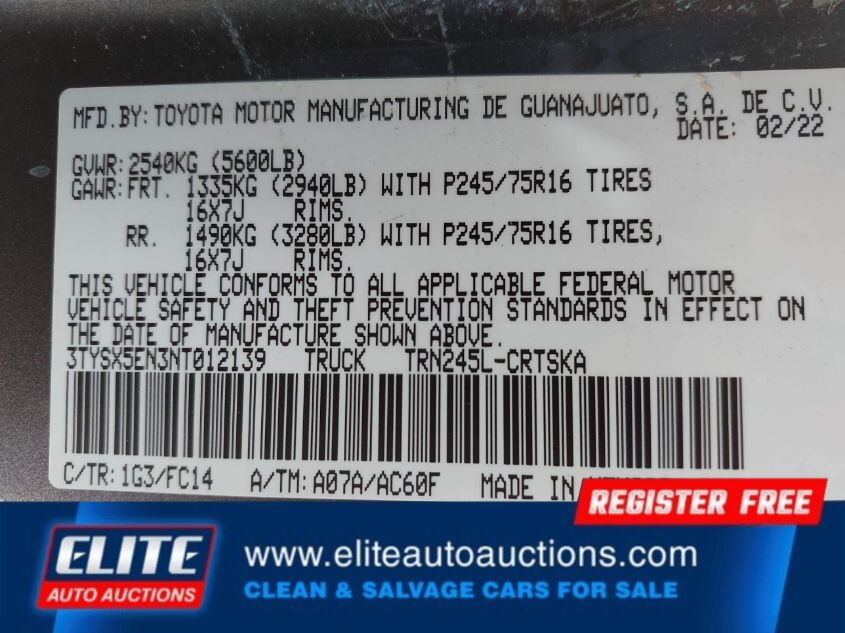 MFD.BY: TOYOTA MOTOR MANUFACTURING DE GUANAJUATO, S.A. DE C.V.
DATE: 02/22
GVWR: 2540KG (5600LB)
GAWR: FRT. 1335KG (2940LB) WITH P245/75R16 TIRES
16X7J RIMS.
RR. 1490KG (3280LB) WITH P245/75R16 TIRES,
16X7J RIMS.
THIS VEHICLE CONFORMS TO ALL APPLICABLE FEDERAL MOTOR
VEHICLE SAFETY AND THEFT PREVENTION STANDARDS IN EFFECT ON
THE DATE OF MANUFACTURE SHOWN ABOVE.
3TYSX5EN3NT012139 TRUCK TRN245L-CRTSKA
C/TR: 1G3/FC14 A/TM: A07A/AC60F MADE IN
REGISTER FREE
ELITE
AUTO AUCTIONS
www.eliteautoauctions.com
CLEAN & SALVAGE CARS FOR SALE